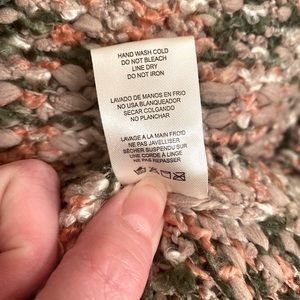 HAND WASH COLD
DO NOT BLEACH
LINE DRY
DO NOT IRON
LAVADO DE MANOS EN FRIO
NO USA BLANQUEADOR
SECAR COLGANDO
NO PLANCHAR
LAVAGE A LA MAIN FROID
NE PAS JAVELLISER
SÉCHER SUSPENDU SUR
UNE CORDE À LINGE
NE PAS REPASSER